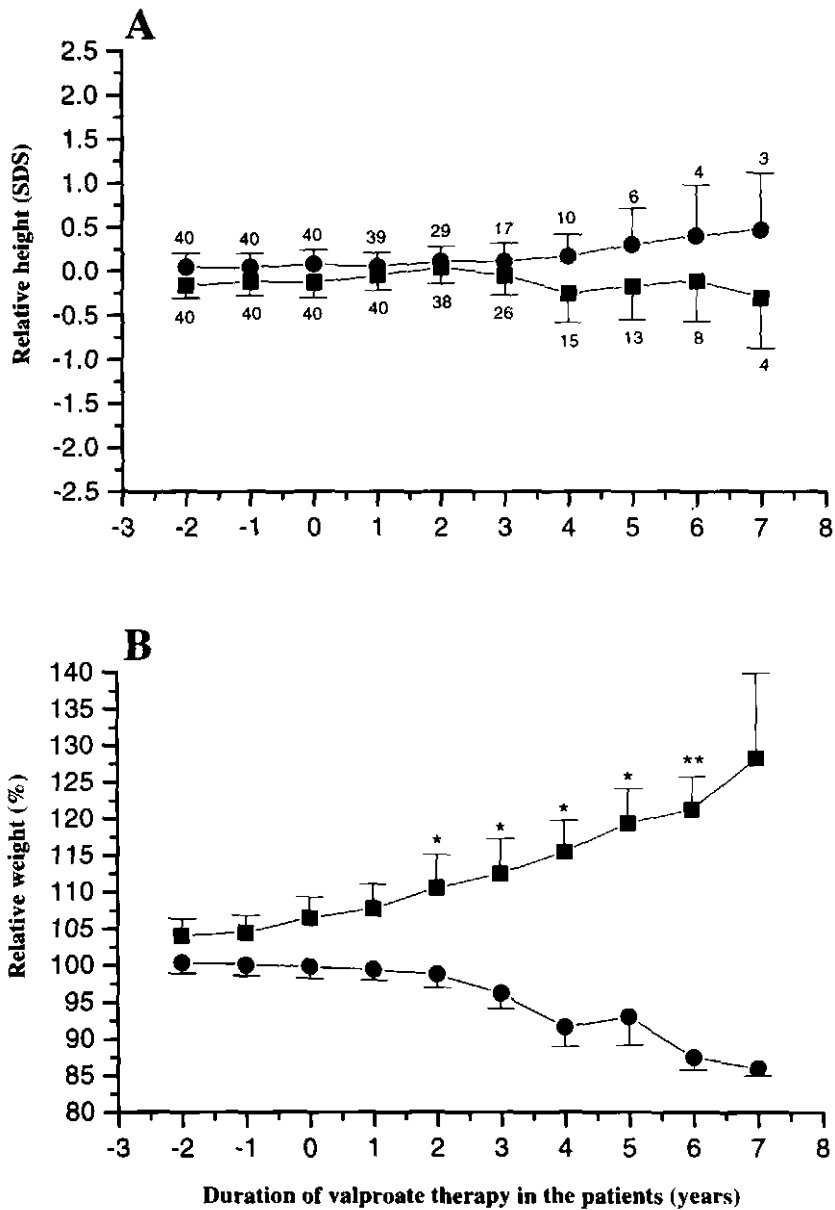 A
Relative height (SDS)
2.5
2.0
1.5
1.0
0.5
0.0
-0.5
-1.0
-1.5
-2.0
-2.5
40 40 40 39 29 17 10 6 4 3
40 40 40 40 38 26 15 13 8 4
-3 -2 -1 0 1 2 3 4 5 6 7 8
B
Relative weight (%)
140
135
130
125
120
115
110
105
100
95
90
85
80
* * * * **
-3 -2 -1 0 1 2 3 4 5 6 7 8
Duration of valproate therapy in the patients (years)